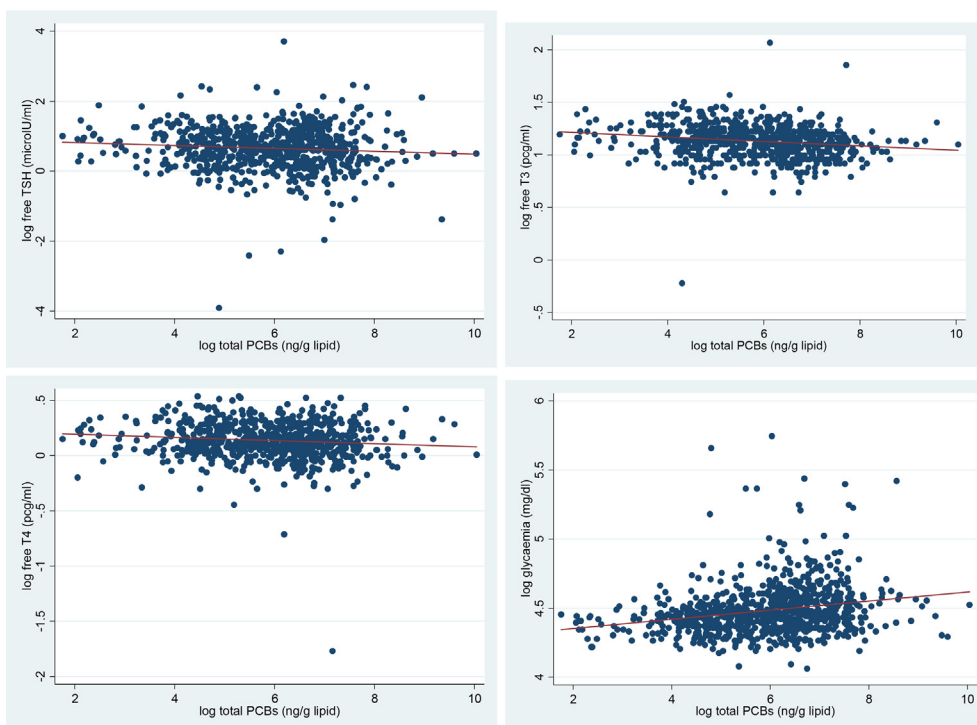 log free TSH (microIU/ml)
4
2
0
-2
-4
2 4 6 8 10
log total PCBs (ng/g lipid)
log free T3 (pcg/ml)
2
1.5
1
.5
0
-.5
2 4 6 8 10
log total PCBs (ng/g lipid)
log free T4 (pcg/ml)
.5
0
-.5
-1
-1.5
-2
2 4 6 8 10
log total PCBs (ng/g lipid)
log glycaemia (mg/dl)
6
5.5
5
4.5
4
2 4 6 8 10
log total PCBs (ng/g lipid)